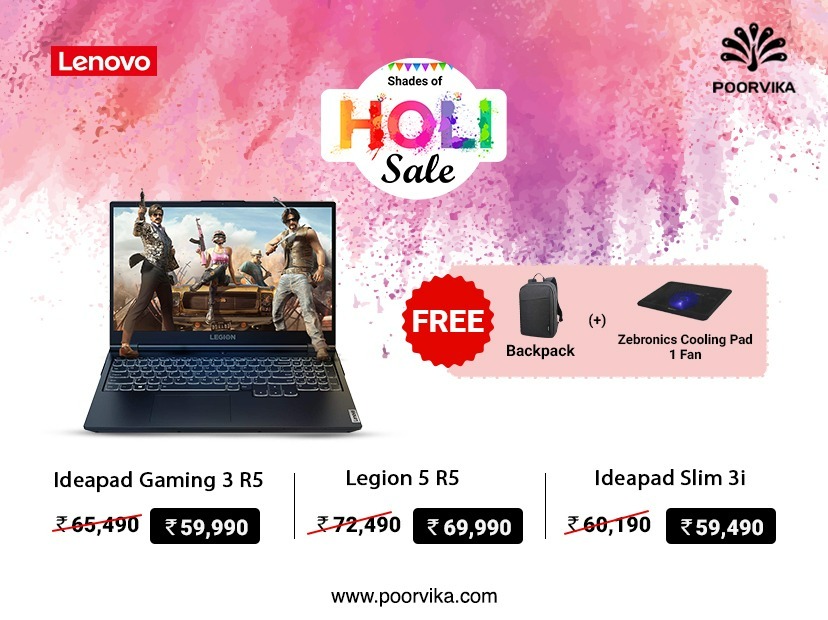 Lenovo
POORVIKA
Shades of
HOLI
Sale
LEGION
Lenovo
FREE
Backpack
(+)
Zebronics Cooling Pad
1 Fan
Ideapad Gaming 3 R5
₹65,490 ₹59,990
Legion 5 R5
₹72,490 ₹69,990
Ideapad Slim 3i
₹60,190 ₹59,490
www.poorvika.com